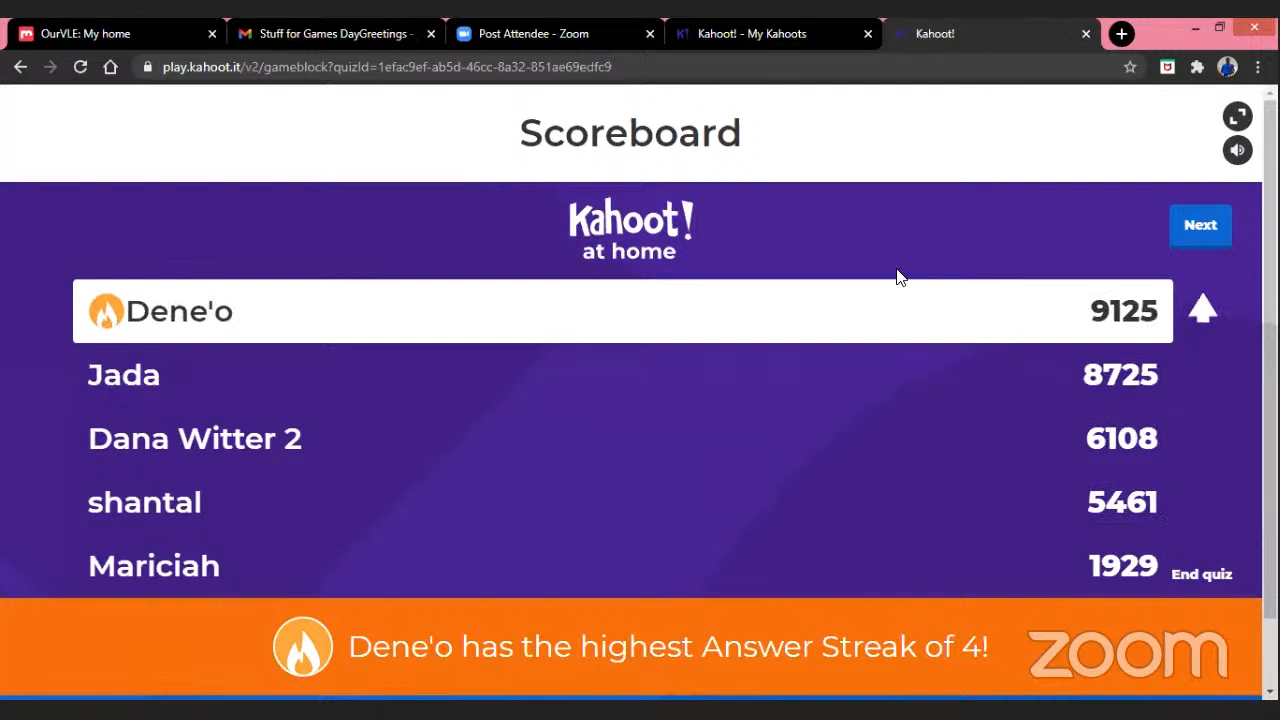 OurVLE: My home
Stuff for Games DayGreetings -
Post Attendee - Zoom
Kahoot! - My Kahoots
Kahoot!
play.kahoot.it/v2/gameblock?quizId=1efac9ef-ab5d-46cc-8a32-851ae69edfc9
Scoreboard
Kahoot!
at home
Next
Dene'o 9125
Jada 8725
Dana Witter 2 6108
shantal 5461
Mariciah 1929
End quiz
Dene'o has the highest Answer Streak of 4!
zoom